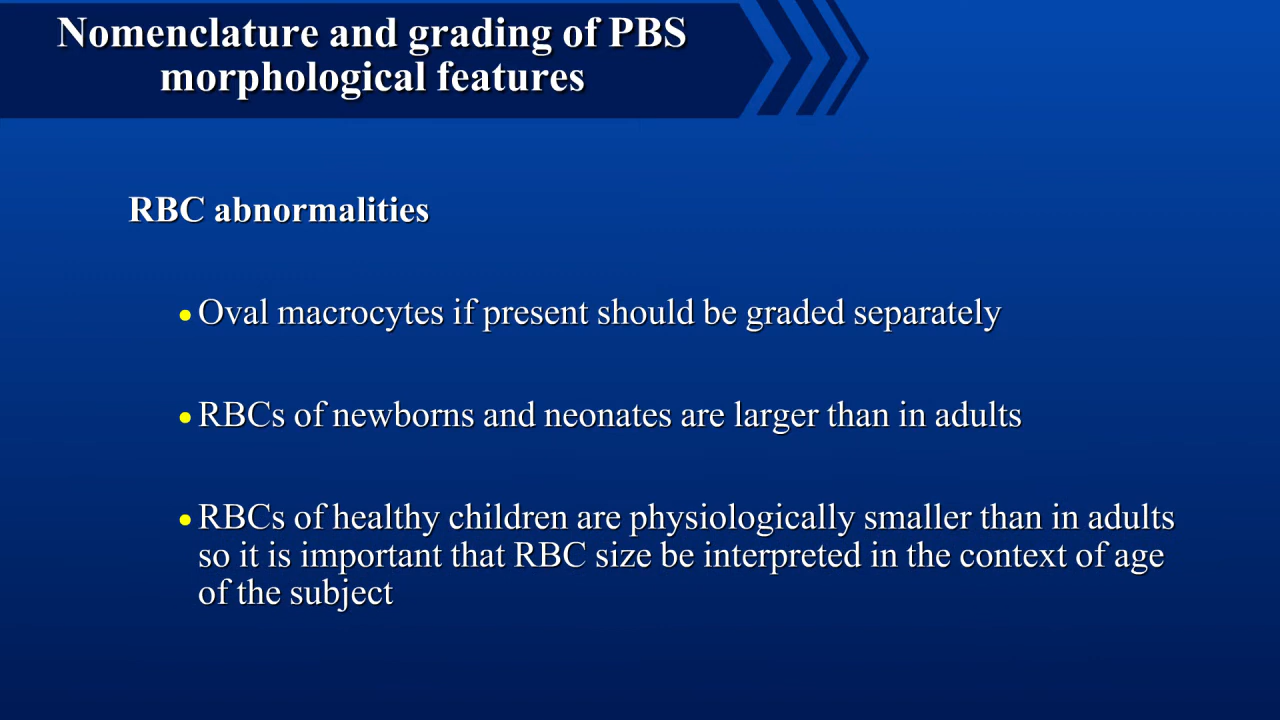 Nomenclature and grading of PBS
morphological features
RBC abnormalities
• Oval macrocytes if present should be graded separately
• RBCs of newborns and neonates are larger than in adults
• RBCs of healthy children are physiologically smaller than in adults
so it is important that RBC size be interpreted in the context of age
of the subject